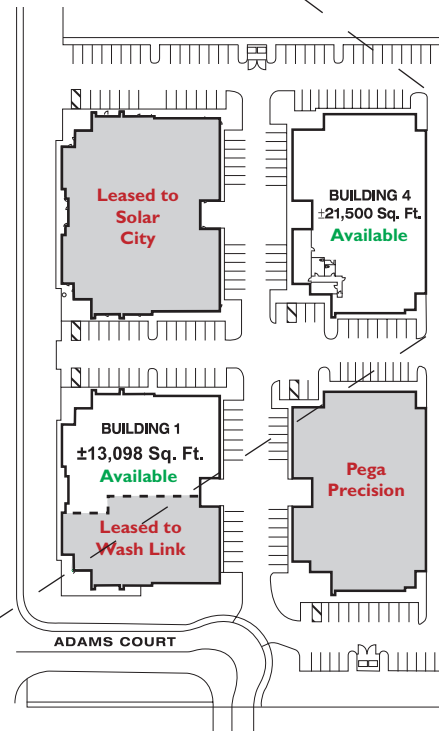 Leased to
Solar
City
BUILDING 4
±21,500 Sq. Ft.
Available
BUILDING 1
±13,098 Sq. Ft.
Available
Leased to
Wash Link
Pega
Precision
ADAMS COURT